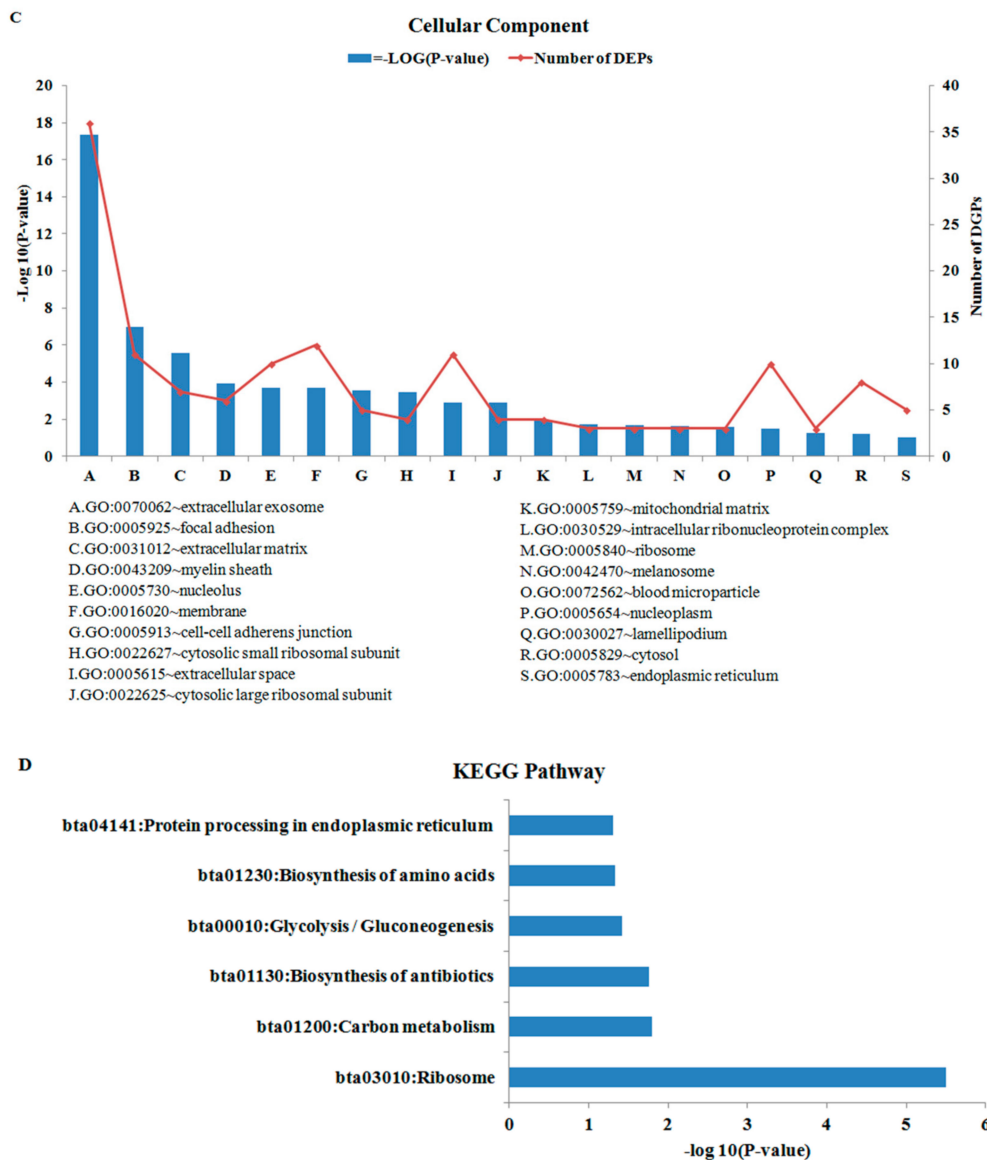 C
Cellular Component
=-LOG(P-value) Number of DEPs
20 40
18 35
16 30
14 25
12 20
10 15
8 10
6 5
4 0
2
0
-Log 10(P-value)
Number of DGPs
A B C D E F G H I J K L M N O P Q R S
A.GO:0070062~extracellular exosome
B.GO:0005925~focal adhesion
C.GO:0031012~extracellular matrix
D.GO:0043209~myelin sheath
E.GO:0005730~nucleolus
F.GO:0016020~membrane
G.GO:0005913~cell-cell adherens junction
H.GO:0022627~cytosolic small ribosomal subunit
I.GO:0005615~extracellular space
J.GO:0022625~cytosolic large ribosomal subunit
K.GO:0005759~mitochondrial matrix
L.GO:0030529~intracellular ribonucleoprotein complex
M.GO:0005840~ribosome
N.GO:0042470~melanosome
O.GO:0072562~blood microparticle
P.GO:0005654~nucleoplasm
Q.GO:0030027~lamellipodium
R.GO:0005829~cytosol
S.GO:0005783~endoplasmic reticulum
D
KEGG Pathway
bta04141:Protein processing in endoplasmic reticulum
bta01230:Biosynthesis of amino acids
bta00010:Glycolysis / Gluconeogenesis
bta01130:Biosynthesis of antibiotics
bta01200:Carbon metabolism
bta03010:Ribosome
0 1 2 3 4 5 6
-log 10(P-value)